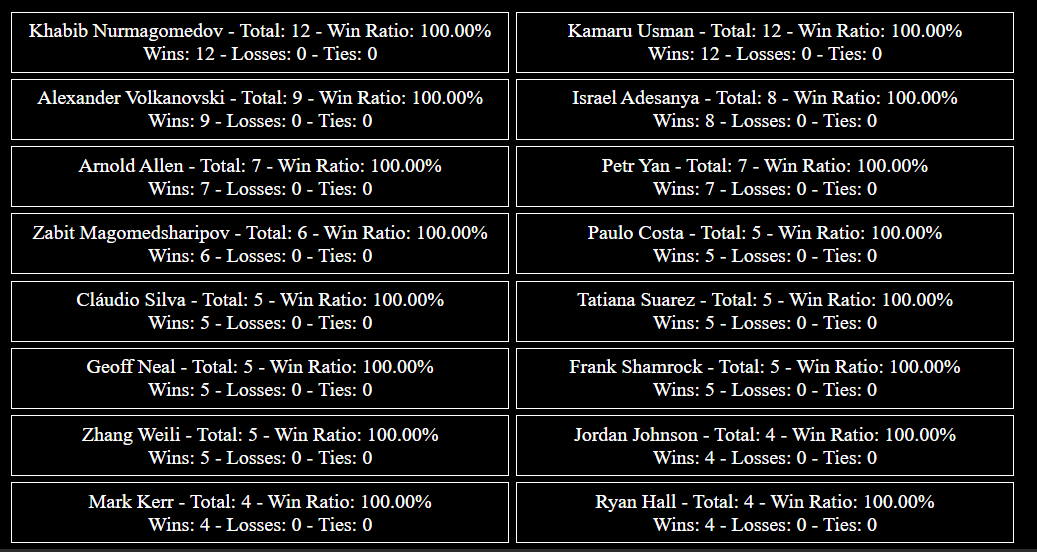 Khabib Nurmagomedov - Total: 12 - Win Ratio: 100.00%
Wins: 12 - Losses: 0 - Ties: 0
Kamaru Usman - Total: 12 - Win Ratio: 100.00%
Wins: 12 - Losses: 0 - Ties: 0
Alexander Volkanovski - Total: 9 - Win Ratio: 100.00%
Wins: 9 - Losses: 0 - Ties: 0
Israel Adesanya - Total: 8 - Win Ratio: 100.00%
Wins: 8 - Losses: 0 - Ties: 0
Arnold Allen - Total: 7 - Win Ratio: 100.00%
Wins: 7 - Losses: 0 - Ties: 0
Petr Yan - Total: 7 - Win Ratio: 100.00%
Wins: 7 - Losses: 0 - Ties: 0
Zabit Magomedsharipov - Total: 6 - Win Ratio: 100.00%
Wins: 6 - Losses: 0 - Ties: 0
Paulo Costa - Total: 5 - Win Ratio: 100.00%
Wins: 5 - Losses: 0 - Ties: 0
Cláudio Silva - Total: 5 - Win Ratio: 100.00%
Wins: 5 - Losses: 0 - Ties: 0
Tatiana Suarez - Total: 5 - Win Ratio: 100.00%
Wins: 5 - Losses: 0 - Ties: 0
Geoff Neal - Total: 5 - Win Ratio: 100.00%
Wins: 5 - Losses: 0 - Ties: 0
Frank Shamrock - Total: 5 - Win Ratio: 100.00%
Wins: 5 - Losses: 0 - Ties: 0
Zhang Weili - Total: 5 - Win Ratio: 100.00%
Wins: 5 - Losses: 0 - Ties: 0
Jordan Johnson - Total: 4 - Win Ratio: 100.00%
Wins: 4 - Losses: 0 - Ties: 0
Mark Kerr - Total: 4 - Win Ratio: 100.00%
Wins: 4 - Losses: 0 - Ties: 0
Ryan Hall - Total: 4 - Win Ratio: 100.00%
Wins: 4 - Losses: 0 - Ties: 0